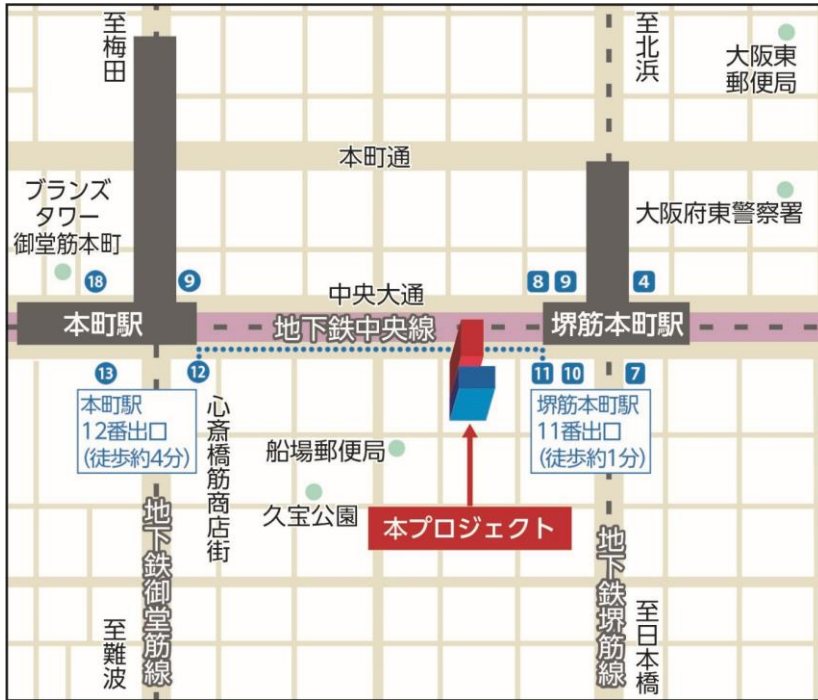 至梅田
至北浜
大阪東
郵便局
本町通
ブランズ
タワー
御堂筋本町
大阪府東警察署
18
9
8
9
4
中央大通
本町駅
地下鉄中央線
堺筋本町駅
13
12
11
10
7
本町駅
12番出口
(徒歩約4分)
心斎橋筋商店街
堺筋本町駅
11番出口
(徒歩約1分)
船場郵便局
久宝公園
本プロジェクト
地下鉄御堂筋線
地下鉄堺筋線
至難波
至日本橋